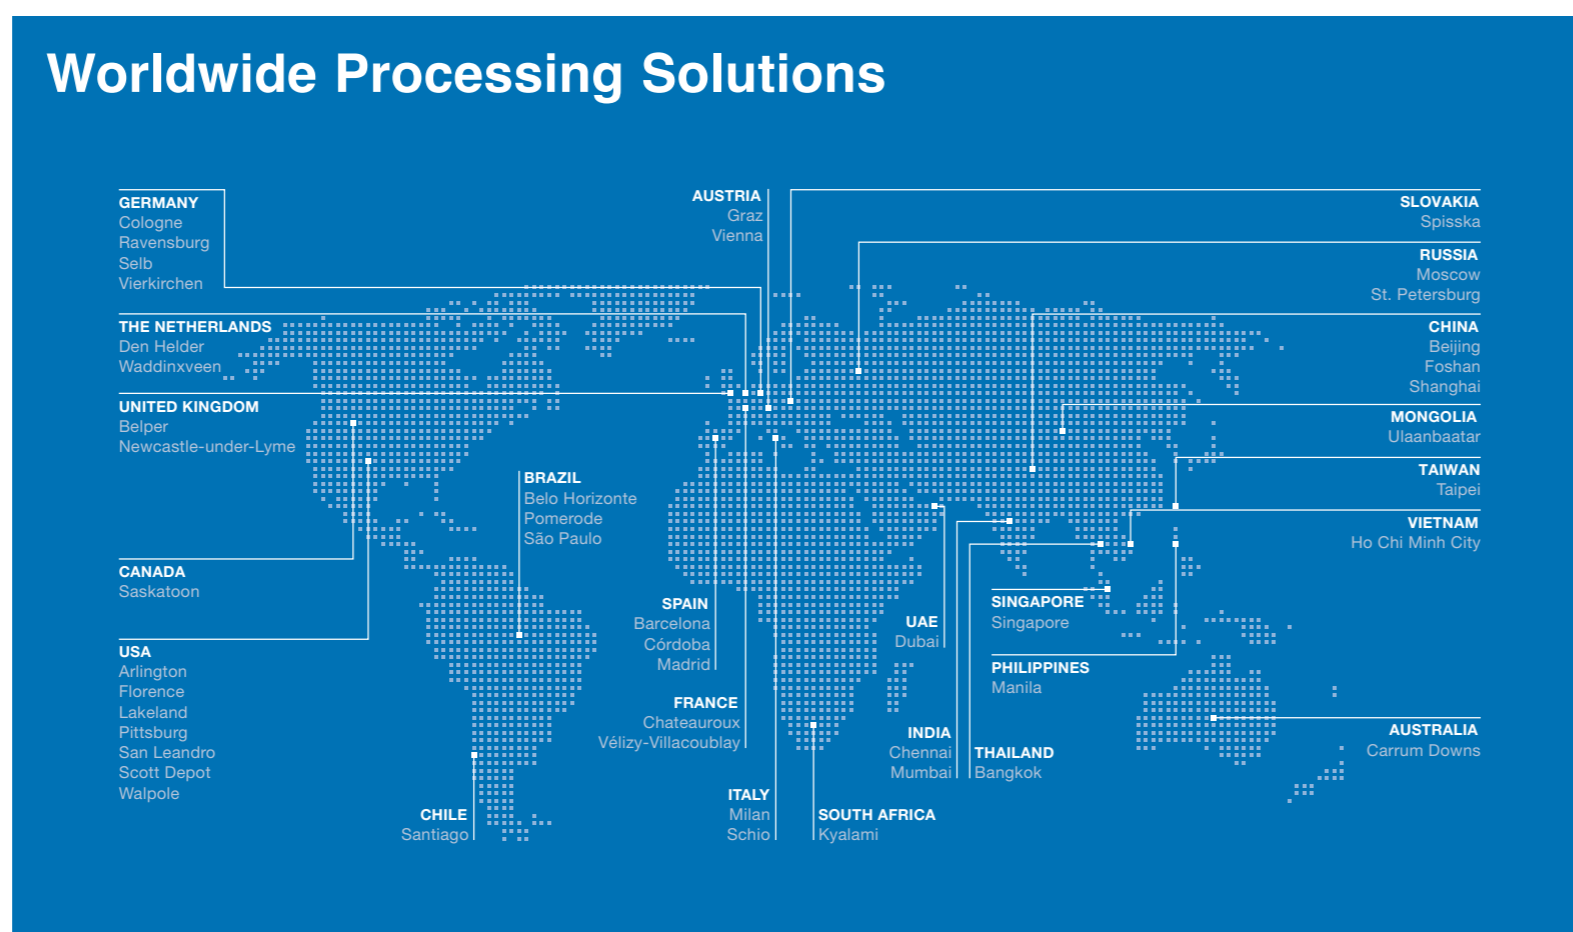 Worldwide Processing Solutions
GERMANY
Cologne
Ravensburg
Selb
Vierkirchen
THE NETHERLANDS
Den Helder
Waddinxveen
UNITED KINGDOM
Belper
Newcastle-under-Lyme
CANADA
Saskatoon
USA
Arlington
Florence
Lakeland
Pittsburg
San Leandro
Scott Depot
Walpole
BRAZIL
Belo Horizonte
Pomerode
São Paulo
CHILE
Santiago
AUSTRIA
Graz
Vienna
SPAIN
Barcelona
Córdoba
Madrid
FRANCE
Chateauroux
Vélizy-Villacoublay
ITALY
Milan
Schio
SOUTH AFRICA
Kyalami
UAE
Dubai
INDIA
Chennai
Mumbai
THAILAND
Bangkok
SINGAPORE
Singapore
PHILIPPINES
Manila
SLOVAKIA
Spisska
RUSSIA
Moscow
St. Petersburg
CHINA
Beijing
Foshan
Shanghai
MONGOLIA
Ulaanbaatar
TAIWAN
Taipei
VIETNAM
Ho Chi Minh City
AUSTRALIA
Carrum Downs